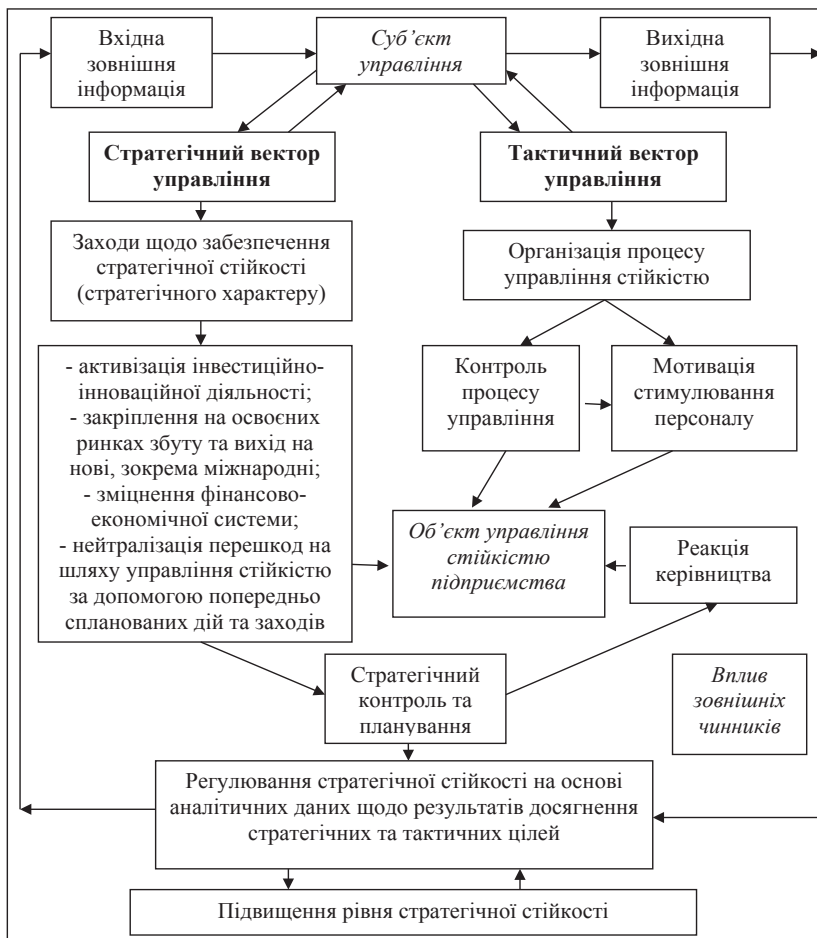 Вхідна
зовнішня
інформація
Суб’єкт
управління
Вихідна
зовнішня
інформація
Стратегічний вектор
управління
Тактичний вектор
управління
Заходи щодо забезпечення
стратегічної стійкості
(стратегічного характеру)
Організація процесу
управління стійкістю
- активізація інвестиційно-
інноваційної діяльності;
- закріплення на освоєних
ринках збуту та вихід на
нові, зокрема міжнародні;
- зміцнення фінансово-
економічної системи;
- нейтралізація перешкод на
шляху управління стійкістю
за допомогою попередньо
спланованих дій та заходів
Контроль
процесу
управління
Мотивація
стимулювання
персоналу
Об’єкт управління
стійкістю
підприємства
Реакція
керівництва
Стратегічний
контроль та
планування
Вплив
зовнішніх
чинників
Регулювання стратегічної стійкості на основі
аналітичних даних щодо результатів досягнення
стратегічних та тактичних цілей
Підвищення рівня стратегічної стійкості